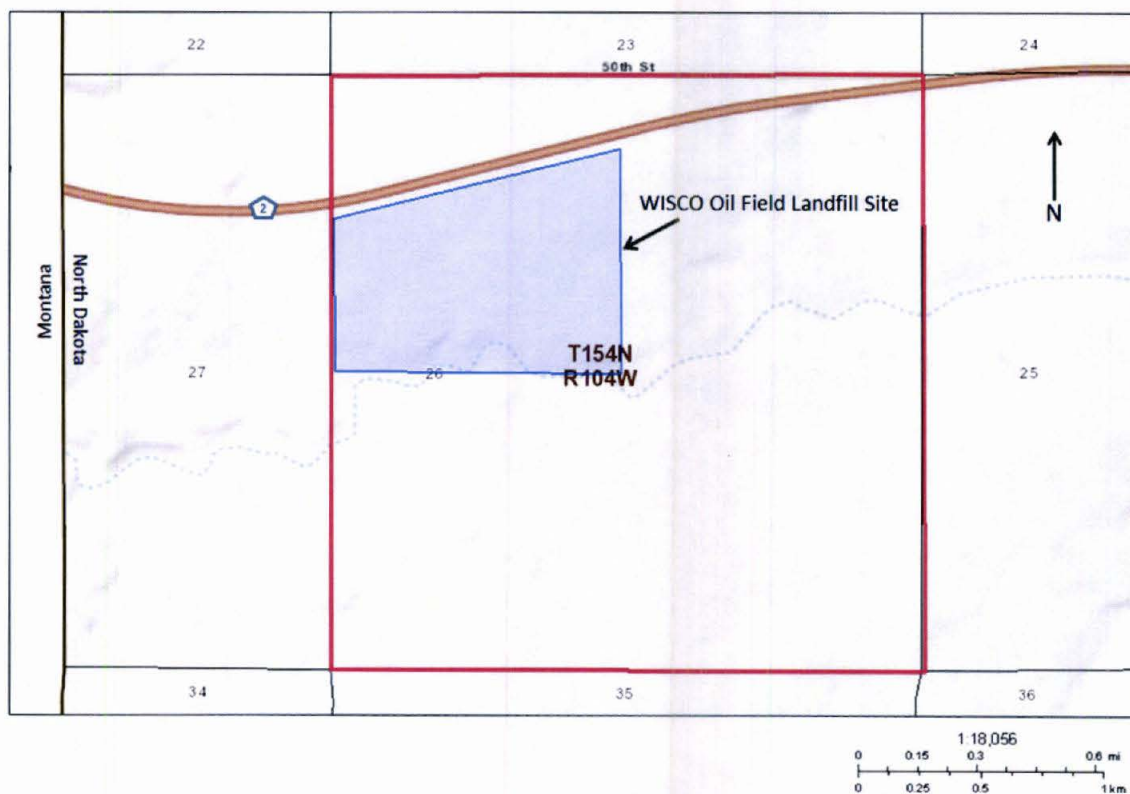 22
23
24
50th St
2
WISCO Oil Field Landfill Site
N
Montana
North Dakota
T154N
R104W
27
26
25
34
35
36
1:18,056
0 0.15 0.3 0.6 mi
0 0.25 0.5 1 km